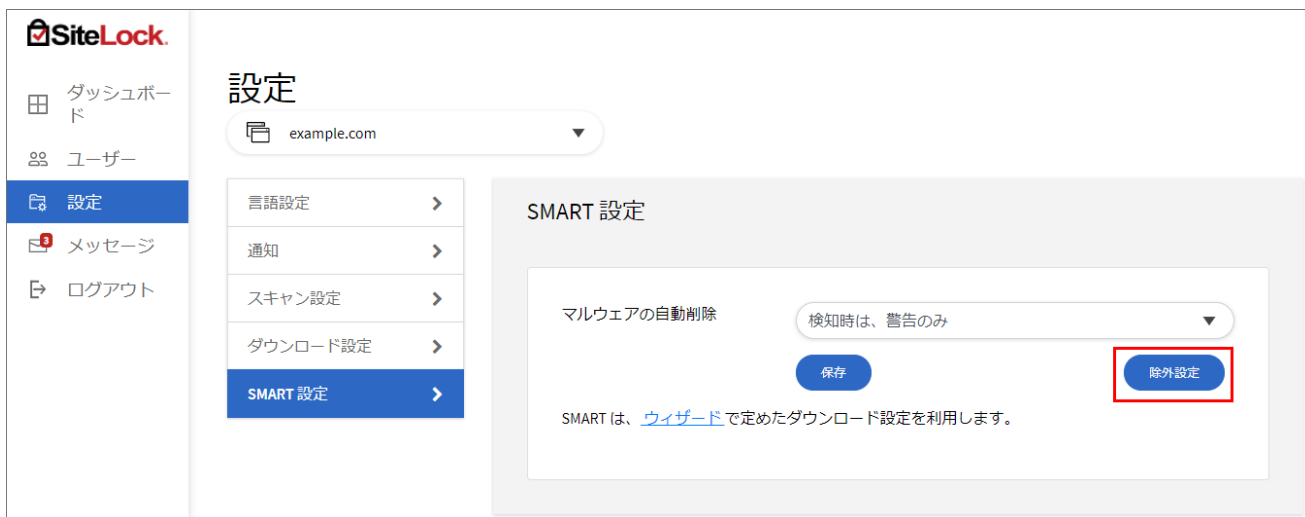 SiteLock.
ダッシュボー
ド
ユーザー
設定
3
メッセージ
ログアウト
設定
example.com
言語設定
通知
スキャン設定
ダウンロード設定
SMART 設定
SMART 設定
マルウェアの自動削除
検知時は、警告のみ
保存
除外設定
SMART は、ウィザードで定めたダウンロード設定を利用します。